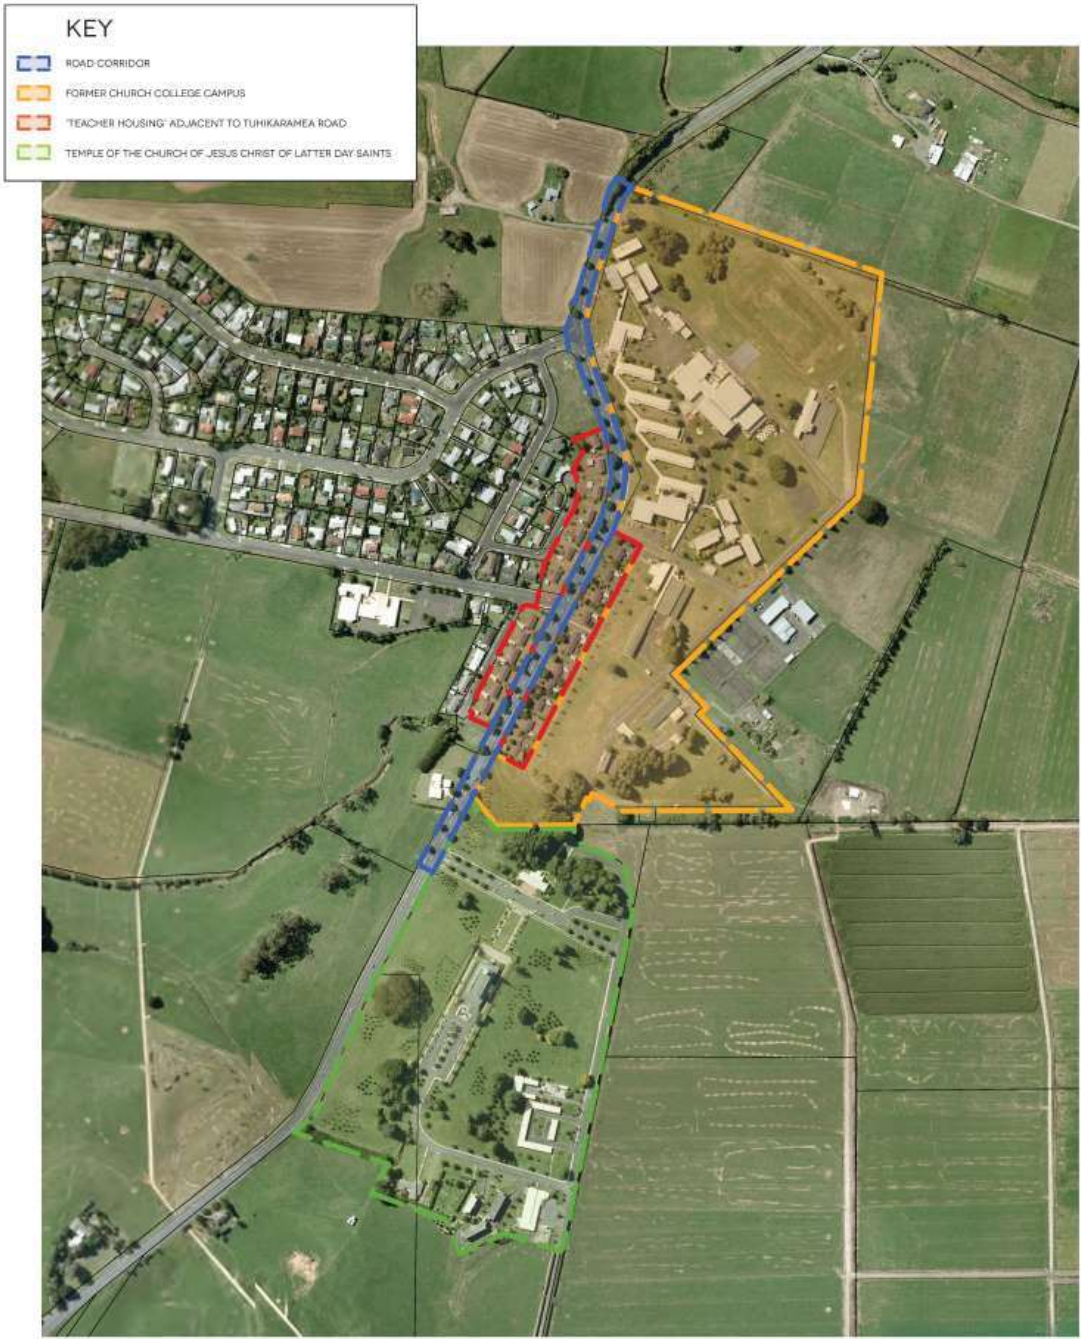 KEY
ROAD CORRIDOR
FORMER CHURCH COLLEGE CAMPUS
'TEACHER HOUSING' ADJACENT TO TUHIKARAMEA ROAD
TEMPLE OF THE CHURCH OF JESUS CHRIST OF LATTER DAY SAINTS